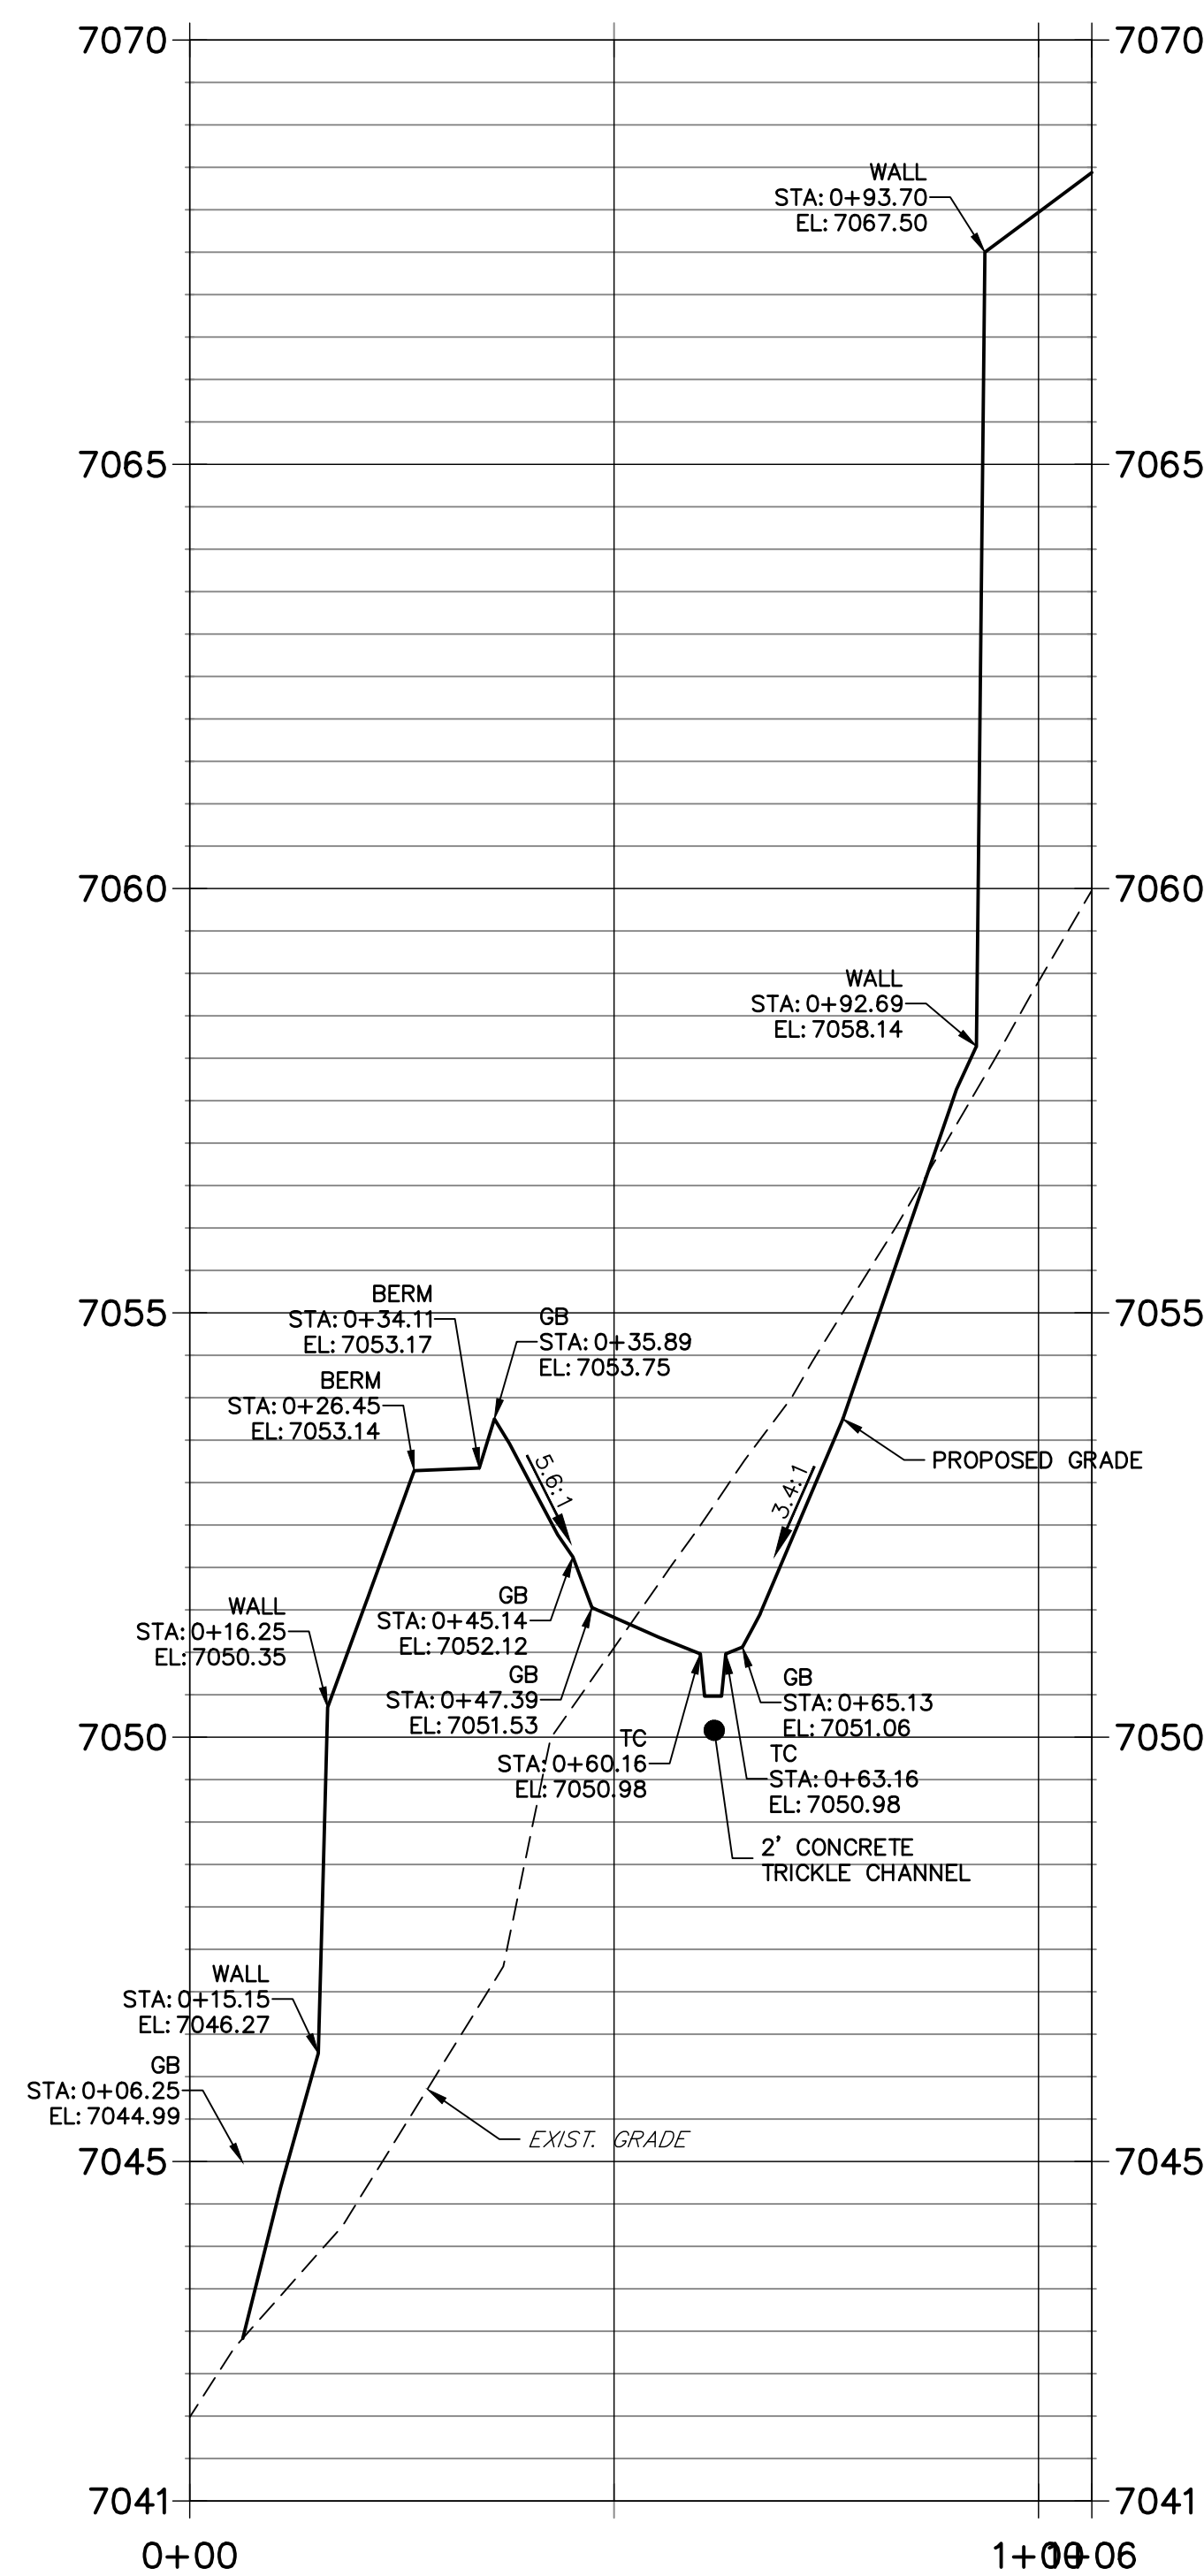 7070
7070
WALL
STA: 0+93.70
EL: 7067.50
7065
7065
7060
7060
WALL
STA: 0+92.69
EL: 7058.14
BERM
STA: 0+34.11
EL: 7053.17
GB
STA: 0+35.89
EL: 7053.75
7055
7055
BERM
STA: 0+26.45
EL: 7053.14
5.6:1
3.4:1
PROPOSED GRADE
GB
STA: 0+45.14
EL: 7052.12
WALL
STA: 0+16.25
EL: 7050.35
GB
STA: 0+47.39
EL: 7051.53
GB
STA: 0+65.13
EL: 7051.06
7050
7050
TC
STA: 0+60.16
EL: 7050.98
TC
STA: 0+63.16
EL: 7050.98
2' CONCRETE
TRICKLE CHANNEL
WALL
STA: 0+15.15
EL: 7046.27
GB
STA: 0+06.25
EL: 7044.99
EXIST. GRADE
7045
7045
7041
7041
0+00
1+00
1+06